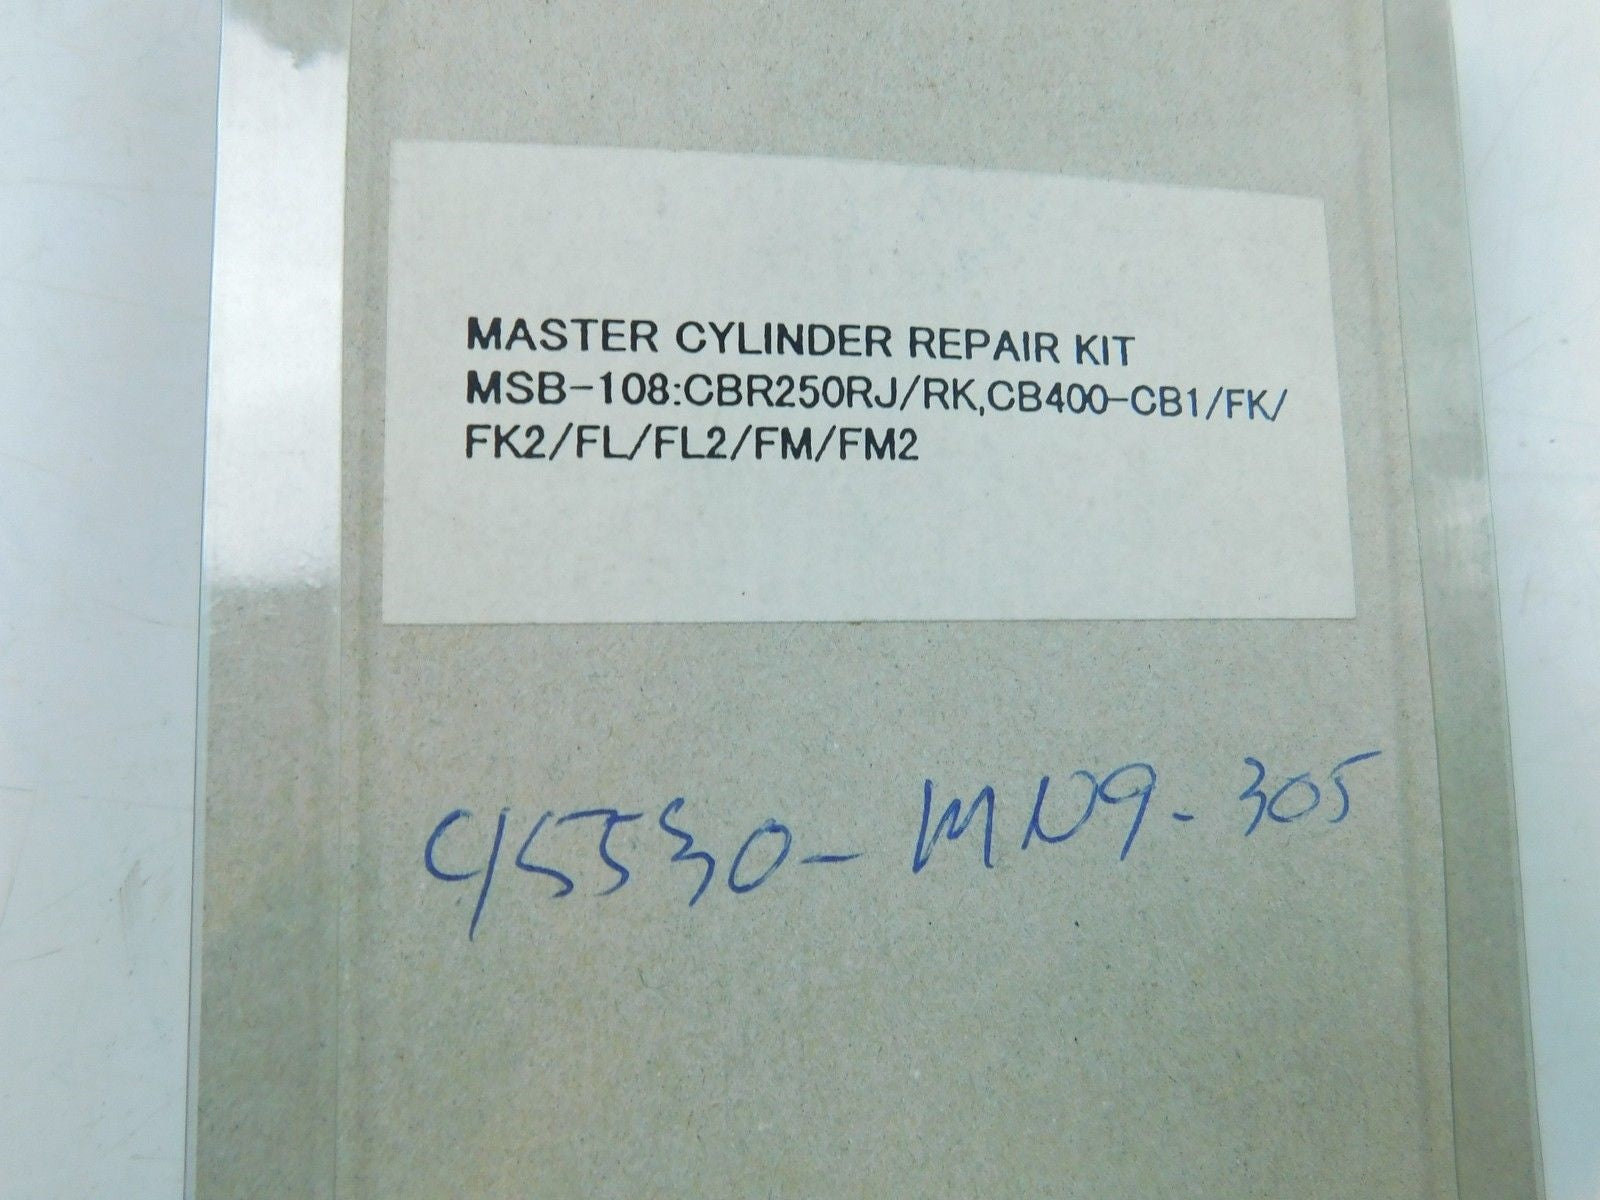 MASTER CYLINDER REPAIR KIT
MSB-108:CBR250RJ/RK,CB400-CB1/FK/
FK2/FL/FL2/FM/FM2
45530-MN9-305